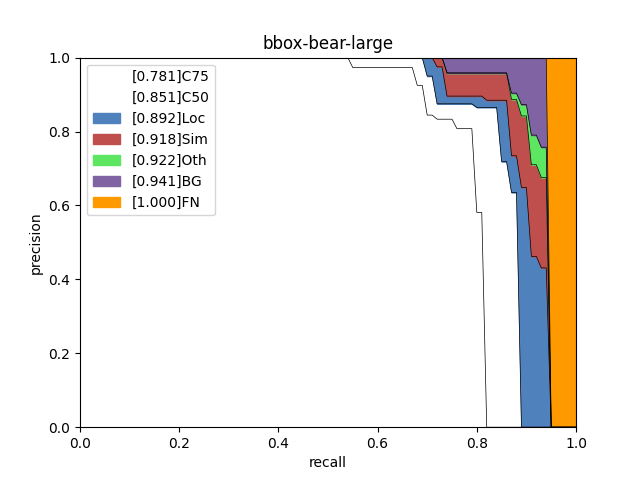 bbox-bear-large
1.0
0.8
0.6
0.4
0.2
0.0
precision
[0.781]C75
[0.851]C50
[0.892]Loc
[0.918]Sim
[0.922]Oth
[0.941]BG
[1.000]FN
0.0 0.2 0.4 0.6 0.8 1.0
recall